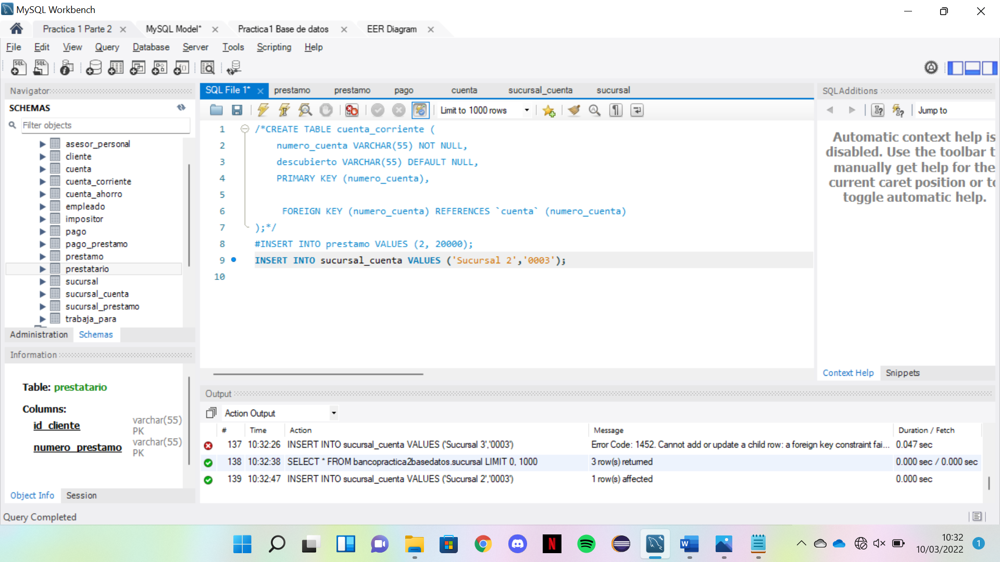 MySQL Workbench
Practica 1 Parte 2
MySQL Model*
Practica1 Base de datos
EER Diagram
File Edit View Query Database Server Tools Scripting Help
Navigator
SCHEMAS
Filter objects
asesor_personal
cliente
cuenta
cuenta_corriente
cuenta_ahorro
empleado
impositor
pago
pago_prestamo
prestamo
prestatario
sucursal
sucursal_cuenta
sucursal_prestamo
trabaja_para
Administration Schemas
Information
Table: prestatario
Columns:
id_cliente varchar(55) PK
numero_prestamo varchar(55) PK
Object Info Session
Query Completed
SQL File 1* prestamo prestamo pago cuenta sucursal_cuenta sucursal
Limit to 1000 rows
1 /*CREATE TABLE cuenta_corriente (
2 numero_cuenta VARCHAR(55) NOT NULL,
3 descubierto VARCHAR(55) DEFAULT NULL,
4 PRIMARY KEY (numero_cuenta),
5
6 FOREIGN KEY (numero_cuenta) REFERENCES `cuenta` (numero_cuenta)
7 );*/
8 #INSERT INTO prestamo VALUES (2, 20000);
9 INSERT INTO sucursal_cuenta VALUES ('Sucursal 2','0003');
10
SQLAdditions
Jump to
Automatic context help is
disabled. Use the toolbar t
manually get help for the
current caret position or to
toggle automatic help.
Context Help Snippets
Output
Action Output
# Time Action Message Duration / Fetch
137 10:32:26 INSERT INTO sucursal_cuenta VALUES ('Sucursal 3','0003') Error Code: 1452. Cannot add or update a child row: a foreign key constraint fai... 0.047 sec
138 10:32:38 SELECT * FROM bancopractica2basedatos.sucursal LIMIT 0, 1000 3 row(s) returned 0.000 sec / 0.000 sec
139 10:32:47 INSERT INTO sucursal_cuenta VALUES ('Sucursal 2','0003') 1 row(s) affected 0.000 sec
10:32
10/03/2022
1